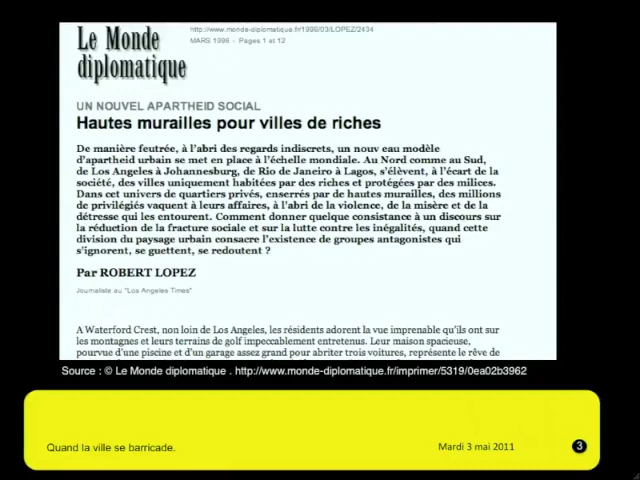 Le Monde
diplomatique
http://www.monde-diplomatique.fr/1996/03/LOPEZ/2434
MARS 1996 - Pages 1 et 12
UN NOUVEL APARTHEID SOCIAL
Hautes murailles pour villes de riches
De manière feutrée, à l'abri des regards indiscrets, un nouv eau modèle
d'apartheid urbain se met en place à l'échelle mondiale. Au Nord comme au Sud,
de Los Angeles à Johannesburg, de Rio de Janeiro à Lagos, s'élèvent, à l'écart de la
société, des villes uniquement habitées par des riches et protégées par des milices.
Dans cet univers de quartiers privés, enserrés par de hautes murailles, des millions
de privilégiés vaquent à leurs affaires, à l'abri de la violence, de la misère et de la
détresse qui les entourent. Comment donner quelque consistance à un discours sur
la réduction de la fracture sociale et sur la lutte contre les inégalités, quand cette
division du paysage urbain consacre l'existence de groupes antagonistes qui
s'ignorent, se guettent, se redoutent ?
Par ROBERT LOPEZ
Journaliste au "Los Angeles Times"
A Waterford Crest, non loin de Los Angeles, les résidents adorent la vue imprenable qu'ils ont sur
les montagnes et leurs terrains de golf impeccablement entretenus. Leur maison spacieuse,
pourvue d'une piscine et d'un garage assez grand pour abriter trois voitures, représente le rêve de
Source : © Le Monde diplomatique . http://www.monde-diplomatique.fr/imprimer/5319/0ea02b3962
Quand la ville se barricade.
Mardi 3 mai 2011
3